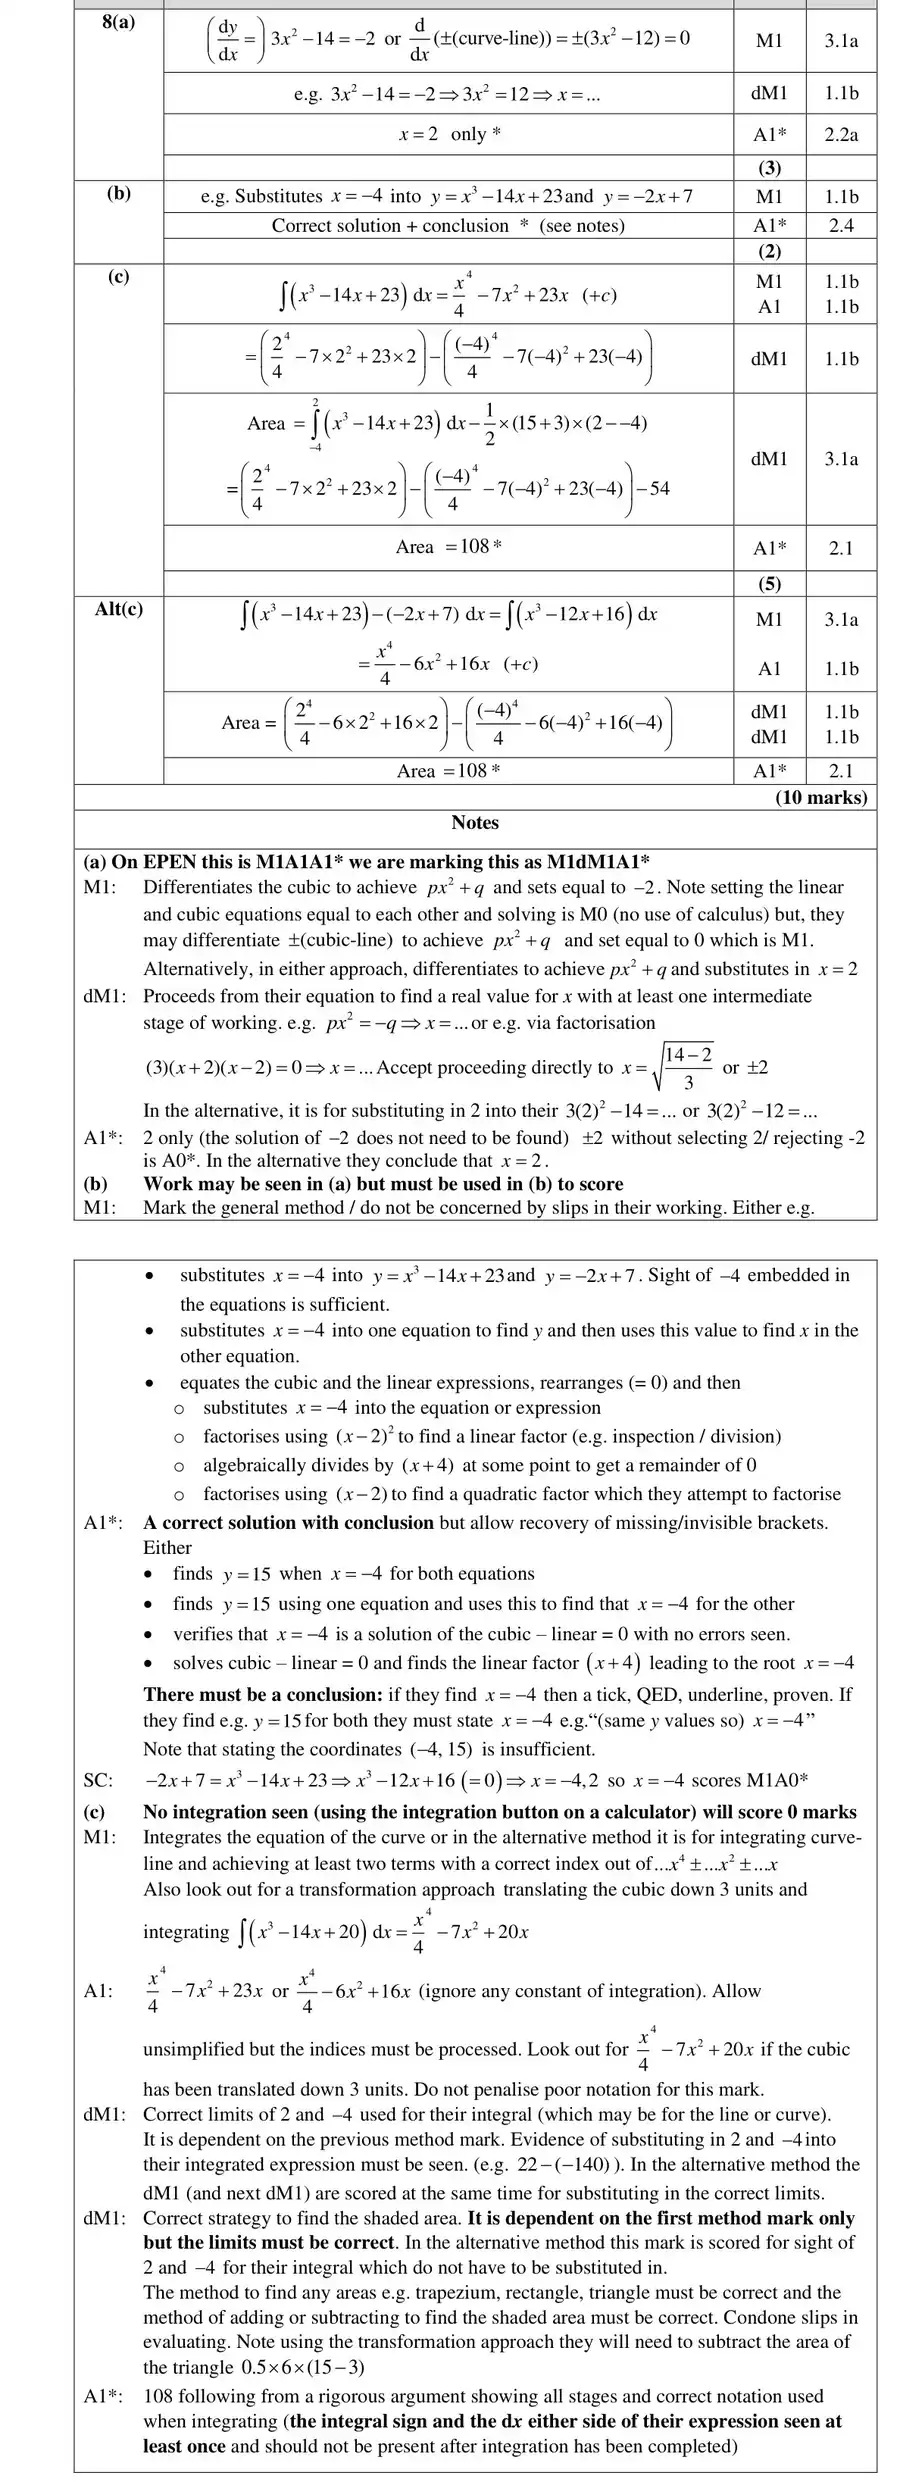 8(a)
(dy/dx =) 3x² − 14 = −2 or d/dx (±(curve-line)) = ±(3x² − 12) = 0 M1 3.1a
e.g. 3x² − 14 = −2 ⇒ 3x² = 12 ⇒ x = ... dM1 1.1b
x = 2 only * A1* 2.2a
(3)
(b) e.g. Substitutes x = −4 into y = x³ − 14x + 23 and y = −2x + 7 M1 1.1b
Correct solution + conclusion * (see notes) A1* 2.4
(2)
(c) ∫(x³ − 14x + 23) dx = x⁴/4 − 7x² + 23x (+c) M1 A1 1.1b 1.1b
= (2⁴/4 − 7 × 2² + 23 × 2) − ((−4)⁴/4 − 7(−4)² + 23(−4)) dM1 1.1b
Area = ∫₋₄² (x³ − 14x + 23) dx − 1/2 × (15 + 3) × (2 − −4)
= (2⁴/4 − 7 × 2² + 23 × 2) − ((−4)⁴/4 − 7(−4)² + 23(−4)) − 54 dM1 3.1a
Area = 108 * A1* 2.1
(5)
Alt(c) ∫(x³ − 14x + 23) − (−2x + 7) dx = ∫(x³ − 12x + 16) dx M1 3.1a
= x⁴/4 − 6x² + 16x (+c) A1 1.1b
Area = (2⁴/4 − 6 × 2² + 16 × 2) − ((−4)⁴/4 − 6(−4)² + 16(−4)) dM1 dM1 1.1b 1.1b
Area = 108 * A1* 2.1
(10 marks)
Notes
(a) On EPEN this is M1A1A1* we are marking this as M1dM1A1*
M1: Differentiates the cubic to achieve px² + q and sets equal to −2. Note setting the linear
and cubic equations equal to each other and solving is M0 (no use of calculus) but, they
may differentiate ±(cubic-line) to achieve px² + q and set equal to 0 which is M1.
Alternatively, in either approach, differentiates to achieve px² + q and substitutes in x = 2
dM1: Proceeds from their equation to find a real value for x with at least one intermediate
stage of working. e.g. px² = −q ⇒ x = ... or e.g. via factorisation
(3)(x + 2)(x − 2) = 0 ⇒ x = ... Accept proceeding directly to x = √((14 − 2)/3) or ±2
In the alternative, it is for substituting in 2 into their 3(2)² − 14 = ... or 3(2)² − 12 = ...
A1*: 2 only (the solution of −2 does not need to be found) ±2 without selecting 2/ rejecting -2
is A0*. In the alternative they conclude that x = 2.
(b) Work may be seen in (a) but must be used in (b) to score
M1: Mark the general method / do not be concerned by slips in their working. Either e.g.
• substitutes x = −4 into y = x³ − 14x + 23 and y = −2x + 7. Sight of −4 embedded in
the equations is sufficient.
• substitutes x = −4 into one equation to find y and then uses this value to find x in the
other equation.
• equates the cubic and the linear expressions, rearranges (= 0) and then
o substitutes x = −4 into the equation or expression
o factorises using (x − 2)² to find a linear factor (e.g. inspection / division)
o algebraically divides by (x + 4) at some point to get a remainder of 0
o factorises using (x − 2) to find a quadratic factor which they attempt to factorise
A1*: A correct solution with conclusion but allow recovery of missing/invisible brackets.
Either
• finds y = 15 when x = −4 for both equations
• finds y = 15 using one equation and uses this to find that x = −4 for the other
• verifies that x = −4 is a solution of the cubic – linear = 0 with no errors seen.
• solves cubic – linear = 0 and finds the linear factor (x + 4) leading to the root x = −4
There must be a conclusion: if they find x = −4 then a tick, QED, underline, proven. If
they find e.g. y = 15 for both they must state x = −4 e.g.“(same y values so) x = −4”
Note that stating the coordinates (−4, 15) is insufficient.
SC: −2x + 7 = x³ − 14x + 23 ⇒ x³ − 12x + 16 (= 0) ⇒ x = −4, 2 so x = −4 scores M1A0*
(c) No integration seen (using the integration button on a calculator) will score 0 marks
M1: Integrates the equation of the curve or in the alternative method it is for integrating curve-
line and achieving at least two terms with a correct index out of ...x⁴ ± ...x² ± ...x
Also look out for a transformation approach translating the cubic down 3 units and
integrating ∫(x³ − 14x + 20) dx = x⁴/4 − 7x² + 20x
A1: x⁴/4 − 7x² + 23x or x⁴/4 − 6x² + 16x (ignore any constant of integration). Allow
unsimplified but the indices must be processed. Look out for x⁴/4 − 7x² + 20x if the cubic
has been translated down 3 units. Do not penalise poor notation for this mark.
dM1: Correct limits of 2 and −4 used for their integral (which may be for the line or curve).
It is dependent on the previous method mark. Evidence of substituting in 2 and −4 into
their integrated expression must be seen. (e.g. 22 − (−140)). In the alternative method the
dM1 (and next dM1) are scored at the same time for substituting in the correct limits.
dM1: Correct strategy to find the shaded area. It is dependent on the first method mark only
but the limits must be correct. In the alternative method this mark is scored for sight of
2 and −4 for their integral which do not have to be substituted in.
The method to find any areas e.g. trapezium, rectangle, triangle must be correct and the
method of adding or subtracting to find the shaded area must be correct. Condone slips in
evaluating. Note using the transformation approach they will need to subtract the area of
the triangle 0.5 × 6 × (15 − 3)
A1*: 108 following from a rigorous argument showing all stages and correct notation used
when integrating (the integral sign and the dx either side of their expression seen at
least once and should not be present after integration has been completed)